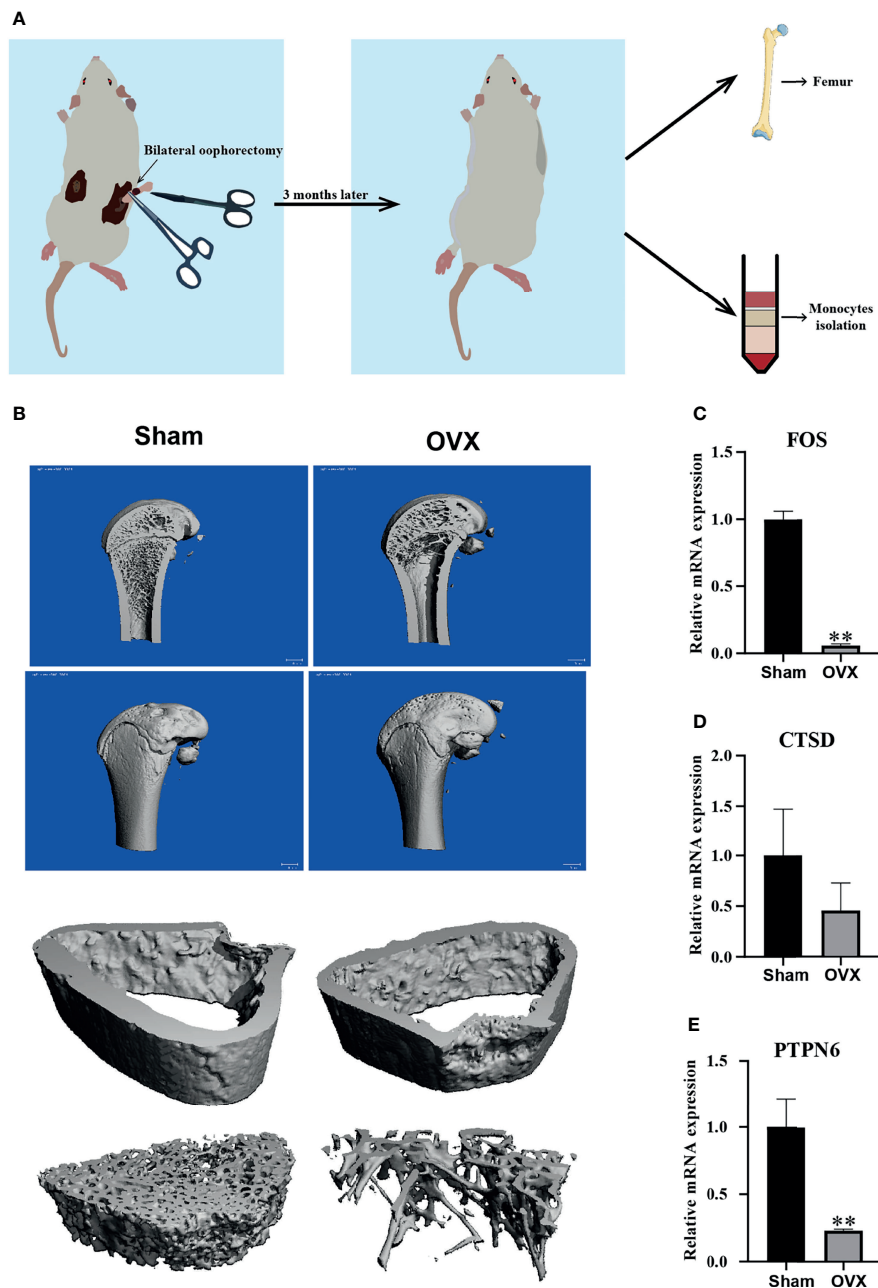 A
Bilateral oophorectomy
3 months later
Femur
Monocytes
isolation
B
Sham
OVX
C
FOS
Relative mRNA expression
1.5
1.0
0.5
0.0
**
Sham
OVX
D
CTSD
Relative mRNA expression
2.0
1.5
1.0
0.5
0.0
Sham
OVX
E
PTPN6
Relative mRNA expression
1.5
1.0
0.5
0.0
**
Sham
OVX